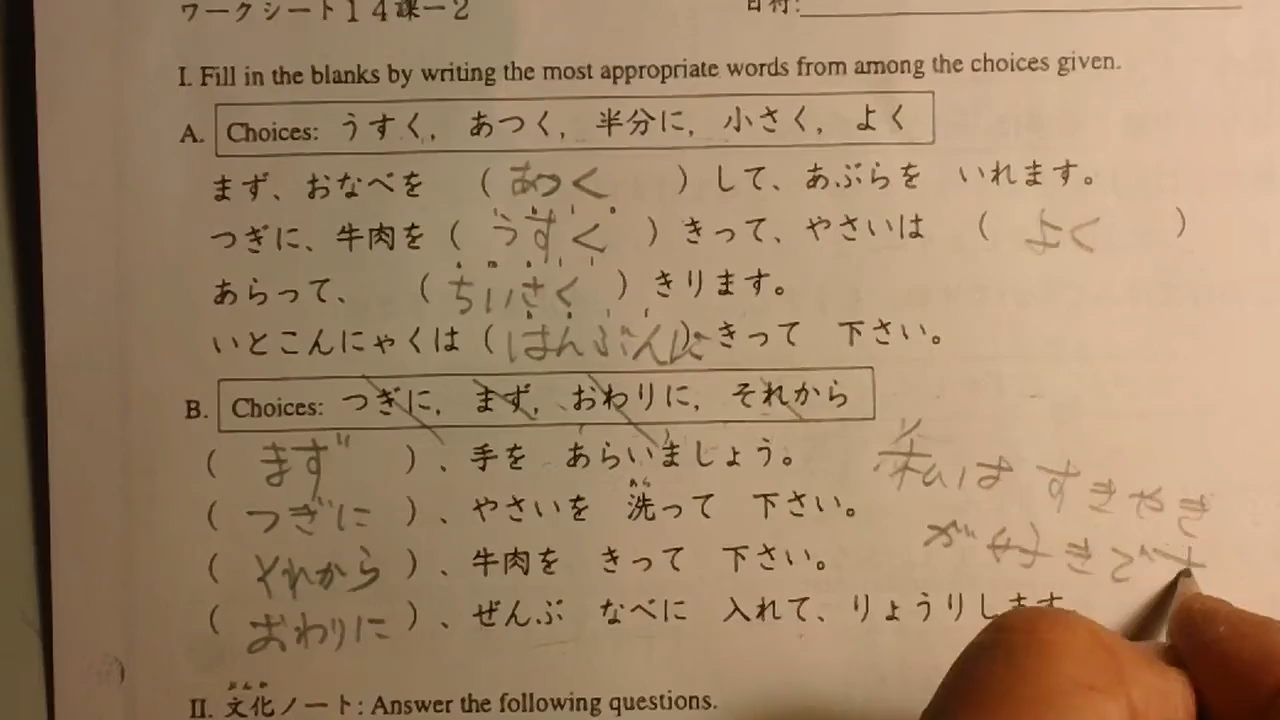 ワークシート14課ー2 日付:
I. Fill in the blanks by writing the most appropriate words from among the choices given.
A. Choices: うすく, あつく, 半分に, 小さく, よく
まず、おなべを (あつく)して、あぶらを いれます。
つぎに、牛肉を(うすく)きって、やさいは (よく)
あらって、 (ちいさく)きります。
いとこんにゃくは(はんぶんに)きって 下さい。
B. Choices: つぎに, まず, おわりに, それから
(まず)、手を あらいましょう。
(つぎに)、やさいを 洗って 下さい。
(それから)、牛肉を きって 下さい。
(おわりに)、ぜんぶ なべに 入れて、りょうりします
私は すきやき
が好きです
II. 文化ノート: Answer the following questions.